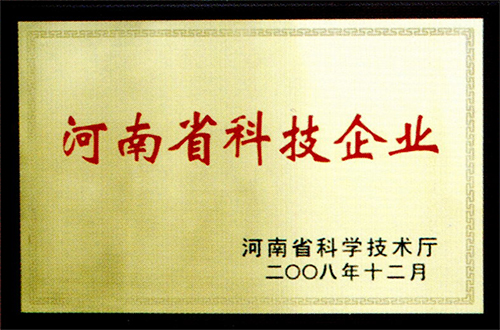 河南省科技企业
河南省科学技术厅
二〇〇八年十二月